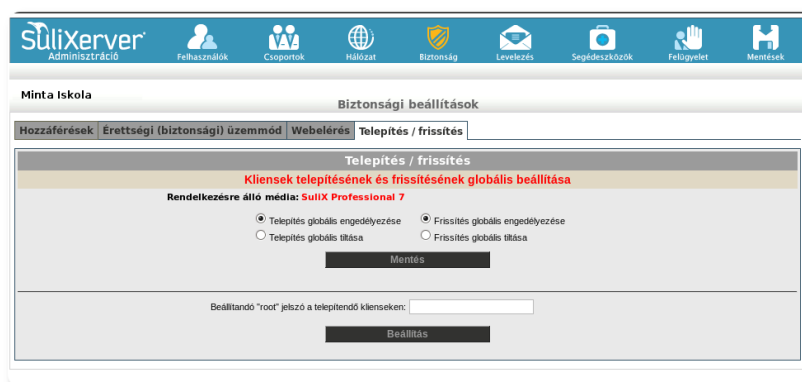 SuliXerver
Adminisztráció
Felhasználók Csoportok Hálózat Biztonság Levelezés Segédeszközök Felügyelet Mentések
Minta Iskola
Biztonsági beállítások
Hozzáférések Érettségi (biztonsági) üzemmód Webelérés Telepítés / frissítés
Telepítés / frissítés
Kliensek telepítésének és frissítésének globális beállítása
Rendelkezésre álló média: SuliX Professional 7
Telepítés globális engedélyezése Frissítés globális engedélyezése
Telepítés globális tiltása Frissítés globális tiltása
Mentés
Beállítandó "root" jelszó a telepítendő klienseken:
Beállítás